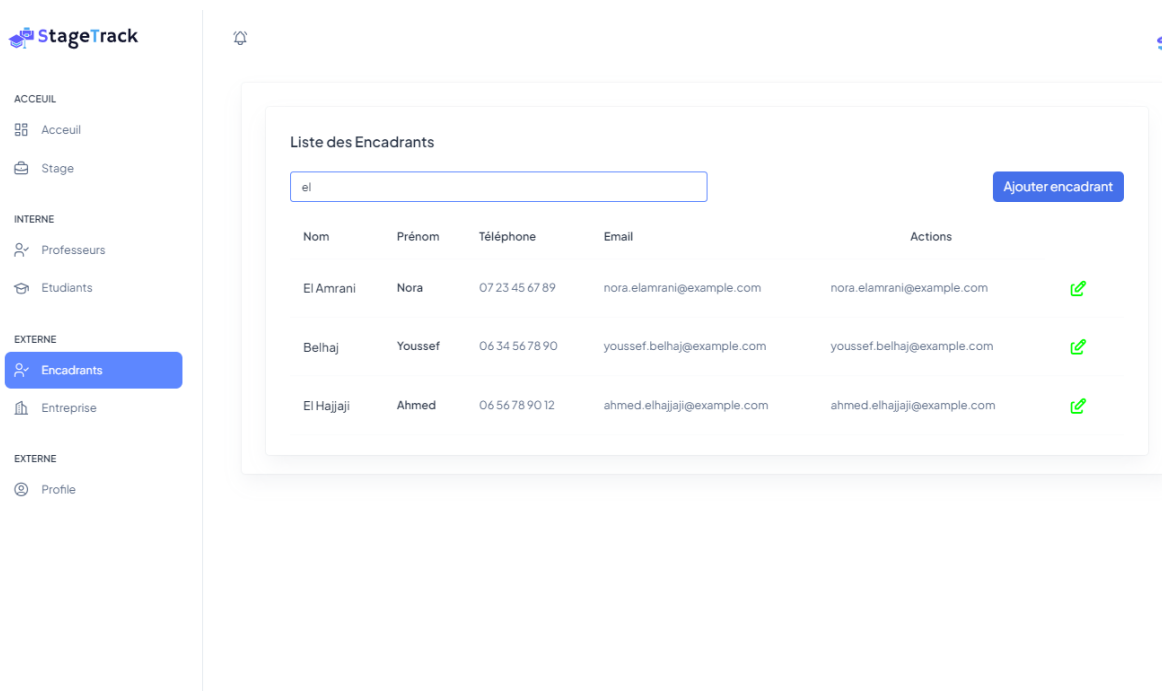 StageTrack
ACCEUIL
Acceuil
Stage
INTERNE
Professeurs
Etudiants
EXTERNE
Encadrants
Entreprise
EXTERNE
Profile
Liste des Encadrants
el
Ajouter encadrant
Nom Prénom Téléphone Email Actions
El Amrani Nora 07 23 45 67 89 nora.elamrani@example.com nora.elamrani@example.com
Belhaj Youssef 06 34 56 78 90 youssef.belhaj@example.com youssef.belhaj@example.com
El Hajjaji Ahmed 06 56 78 90 12 ahmed.elhajjaji@example.com ahmed.elhajjaji@example.com